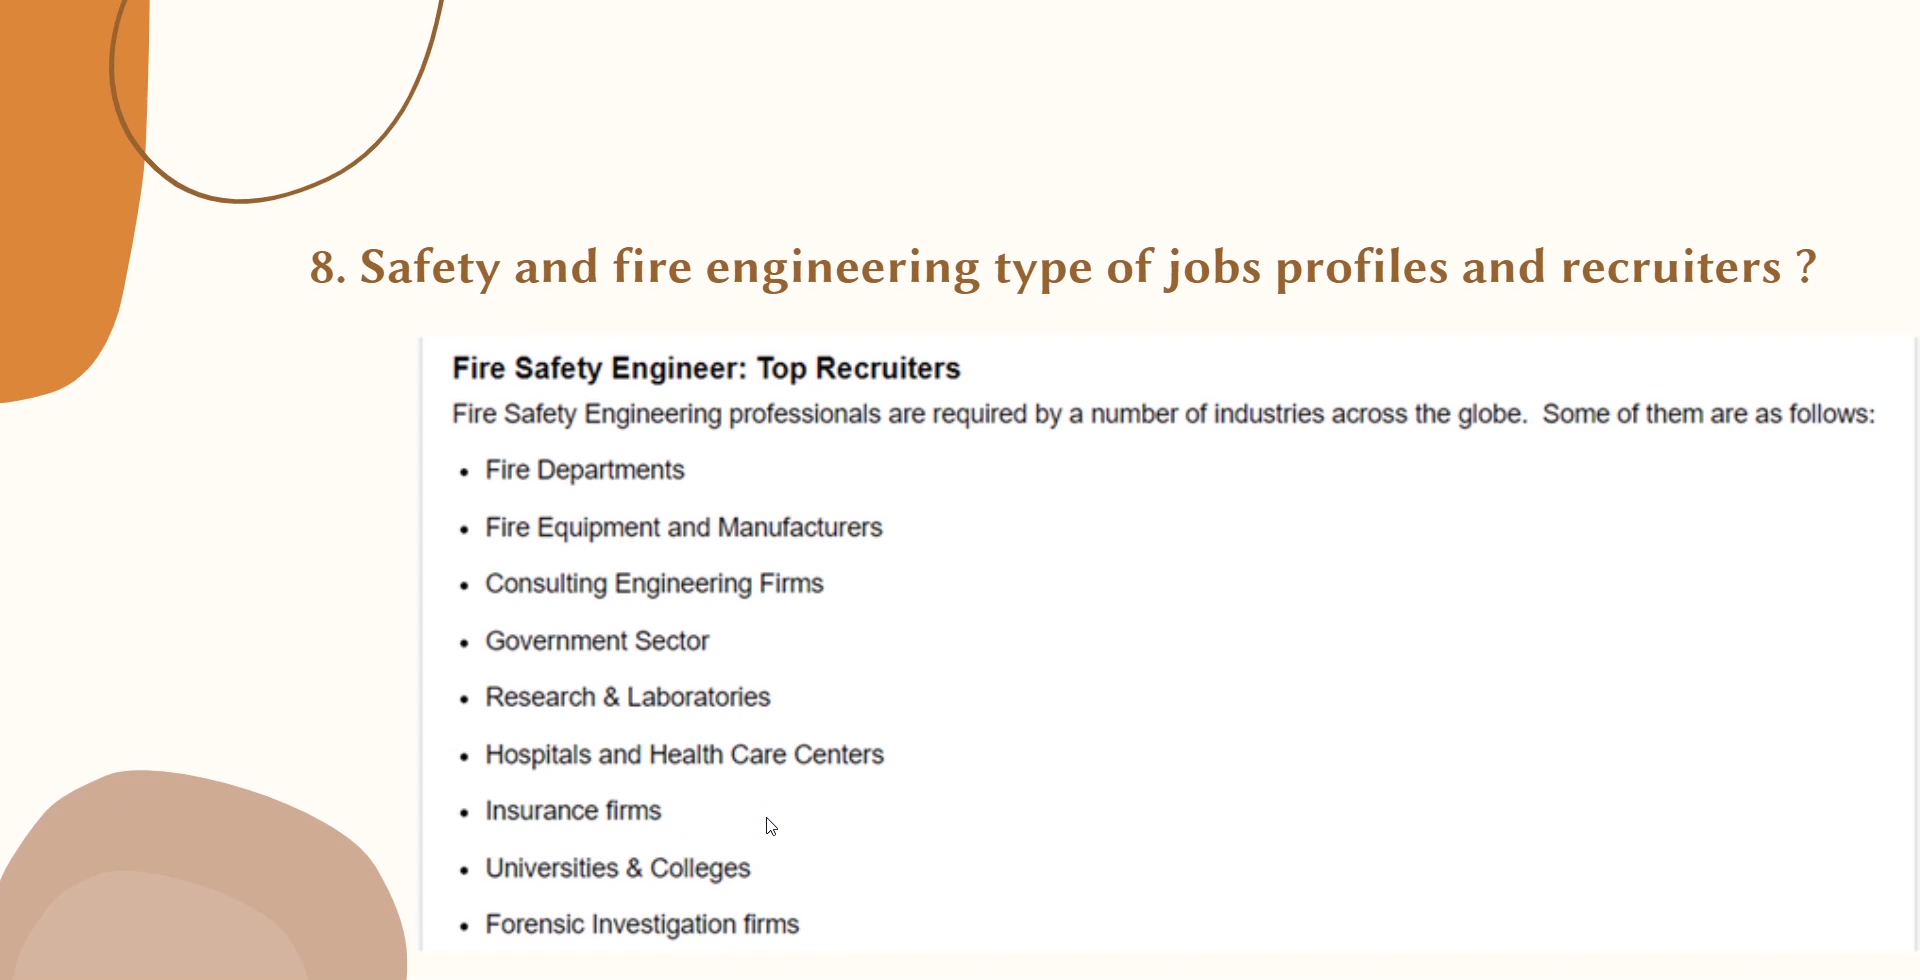 8. Safety and fire engineering type of jobs profiles and recruiters ?
Fire Safety Engineer: Top Recruiters
Fire Safety Engineering professionals are required by a number of industries across the globe.  Some of them are as follows:
• Fire Departments
• Fire Equipment and Manufacturers
• Consulting Engineering Firms
• Government Sector
• Research & Laboratories
• Hospitals and Health Care Centers
• Insurance firms
• Universities & Colleges
• Forensic Investigation firms